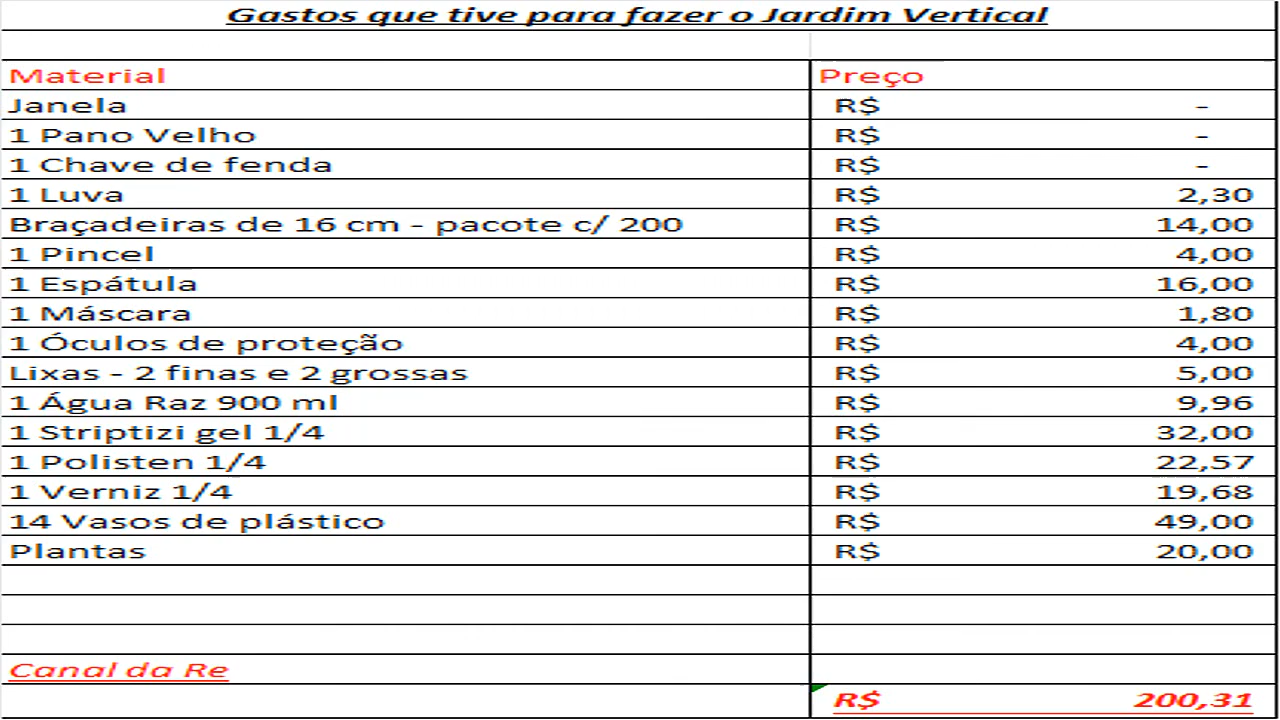 Gastos que tive para fazer o Jardim Vertical
Material Preço
Janela R$ -
1 Pano Velho R$ -
1 Chave de fenda R$ -
1 Luva R$ 2,30
Braçadeiras de 16 cm - pacote c/ 200 R$ 14,00
1 Pincel R$ 4,00
1 Espátula R$ 16,00
1 Máscara R$ 1,80
1 Óculos de proteção R$ 4,00
Lixas - 2 finas e 2 grossas R$ 5,00
1 Água Raz 900 ml R$ 9,96
1 Striptizi gel 1/4 R$ 32,00
1 Polisten 1/4 R$ 22,57
1 Verniz 1/4 R$ 19,68
14 Vasos de plástico R$ 49,00
Plantas R$ 20,00
Canal da Re
R$ 200,31